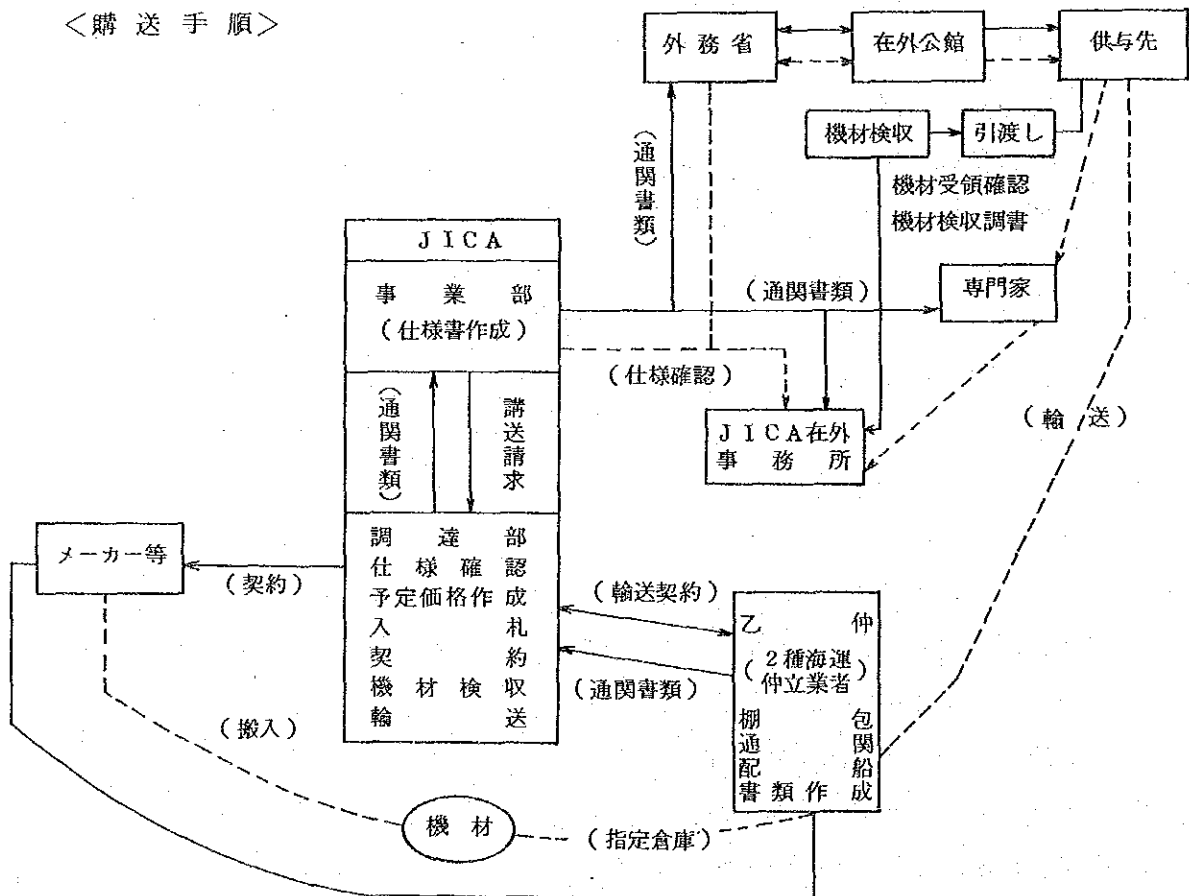 <購送手順>
外務省
在外公館
供与先
機材検収
引渡し
(通関書類)
機材受領確認
機材検収調書
JICA
事業部
(仕様書作成)
(通関書類)
専門家
(仕様確認)
(通関書類)
講送請求
JICA在外
事務所
(輸送)
メーカー等
(契約)
調達部
仕様確認
予定価格作成
入札
契約
機材検収
輸送
(輸送契約)
(通関書類)
乙仲
(2種海運
仲立業者)
棚包
通関
配船
書類作成
(搬入)
機材
(指定倉庫)